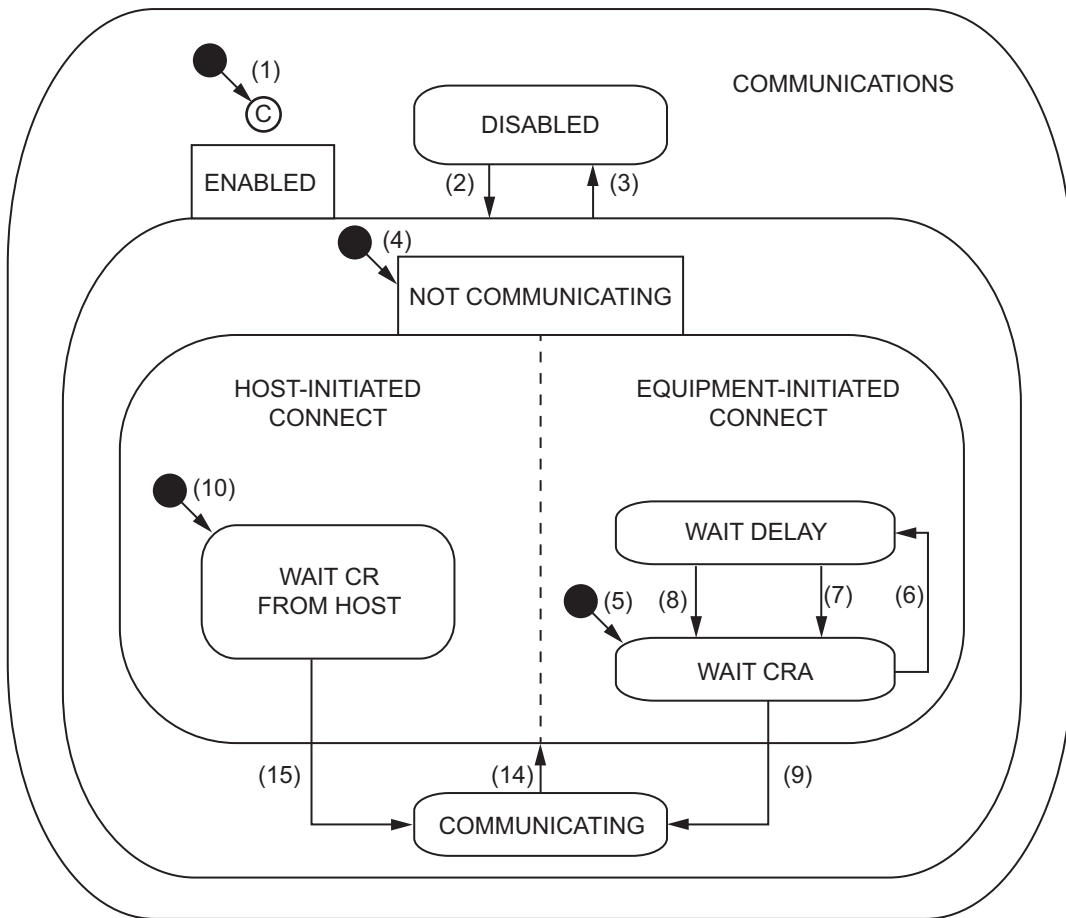 (1)
COMMUNICATIONS
C
DISABLED
ENABLED
(2)
(3)
(4)
NOT COMMUNICATING
HOST-INITIATED
CONNECT
EQUIPMENT-INITIATED
CONNECT
(10)
WAIT DELAY
WAIT CR
FROM HOST
(5)
(8)
(7)
(6)
WAIT CRA
(15)
(14)
(9)
COMMUNICATING